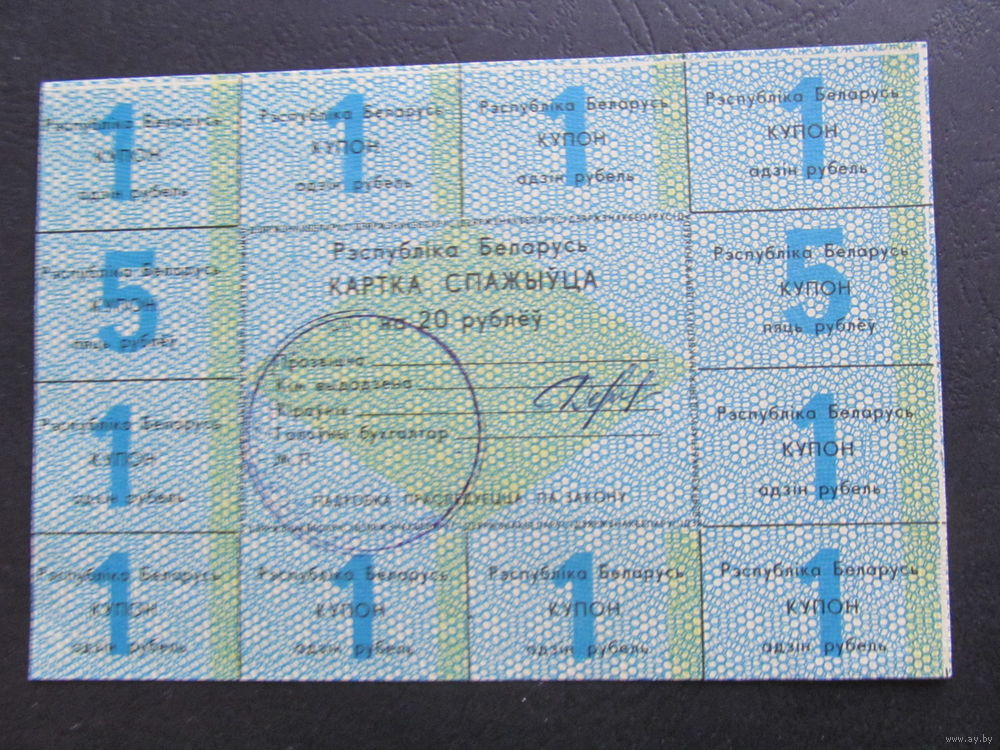 1
Рэспубліка Беларусь
КУПОН
адзін рубель
1
Рэспубліка Беларусь
КУПОН
адзін рубель
1
Рэспубліка Беларусь
КУПОН
адзін рубель
1
Рэспубліка Беларусь
КУПОН
адзін рубель
5
Рэспубліка Беларусь
КУПОН
пяць рублёў
Рэспубліка Беларусь
КАРТКА СПАЖЫЎЦА
на 20 рублёў
Прозвішча
Кім выдадзена
Кіраўнік
Галоўны бухгалтар
М.П.
ПАДРОБКА ПРАСЛЕДУЕЦЦА ПА ЗАКОНУ
5
Рэспубліка Беларусь
КУПОН
пяць рублёў
1
Рэспубліка Беларусь
КУПОН
адзін рубель
1
Рэспубліка Беларусь
КУПОН
адзін рубель
1
Рэспубліка Беларусь
КУПОН
адзін рубель
1
Рэспубліка Беларусь
КУПОН
адзін рубель
1
Рэспубліка Беларусь
КУПОН
адзін рубель
1
Рэспубліка Беларусь
КУПОН
адзін рубель
www.ay.by